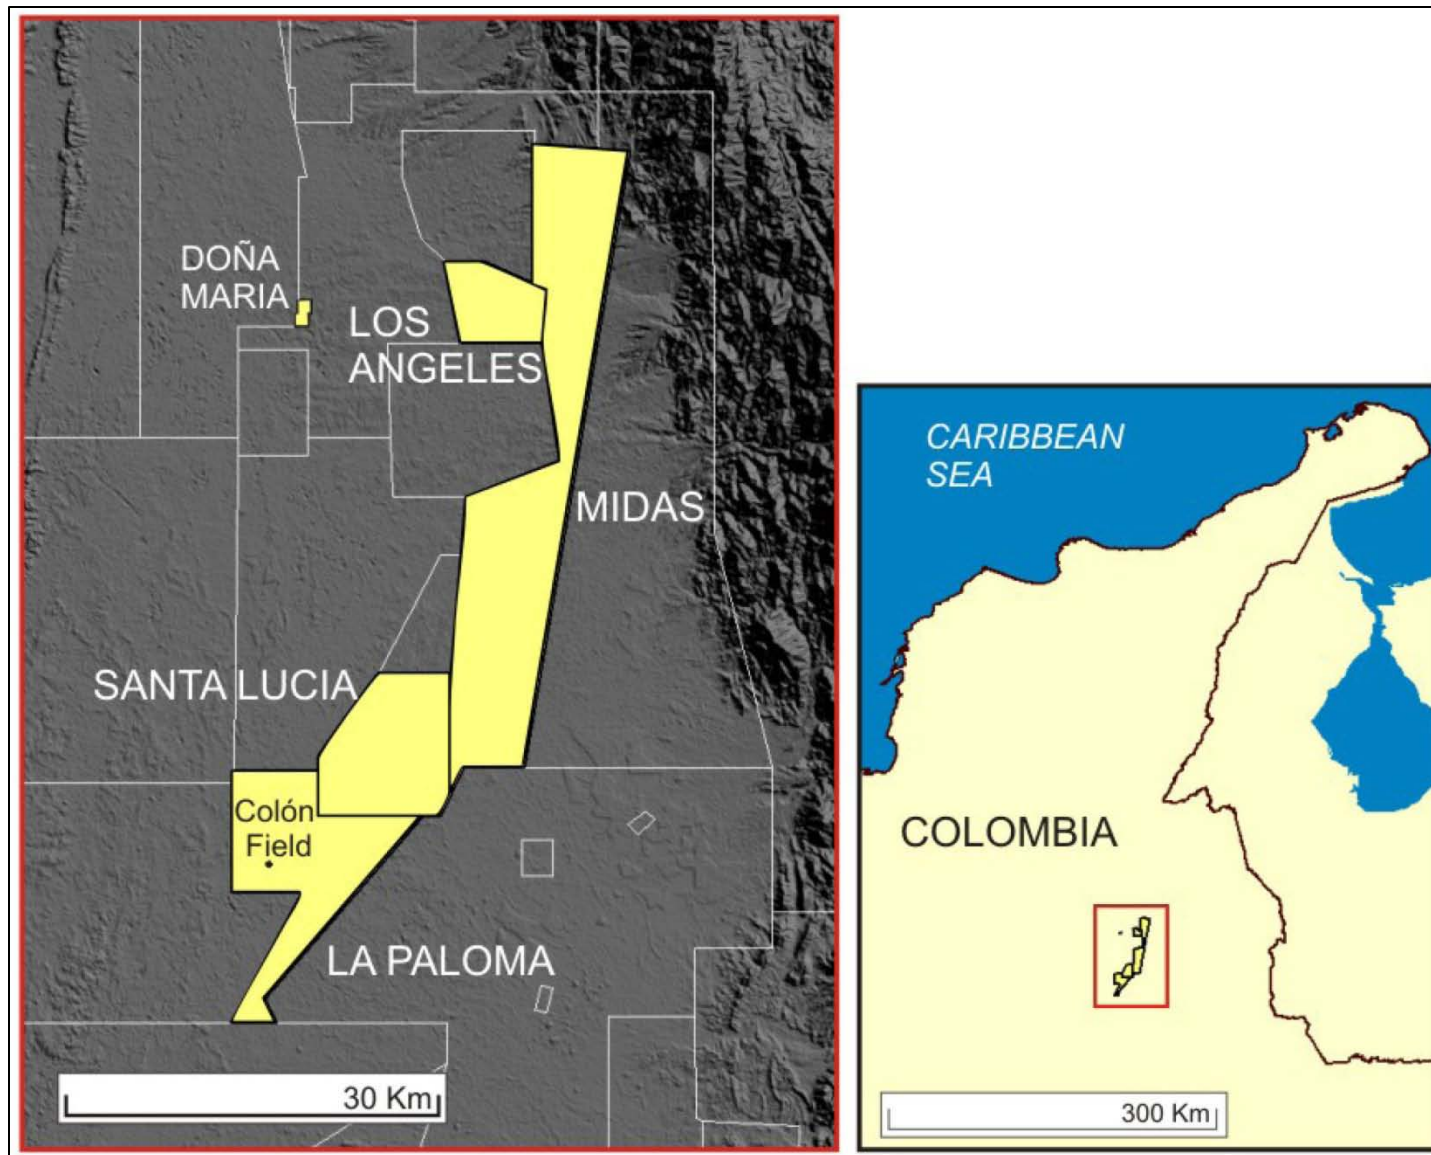 DOÑA
MARIA
LOS
ANGELES
MIDAS
SANTA LUCIA
Colón
Field
LA PALOMA
30 Km
CARIBBEAN
SEA
COLOMBIA
300 Km